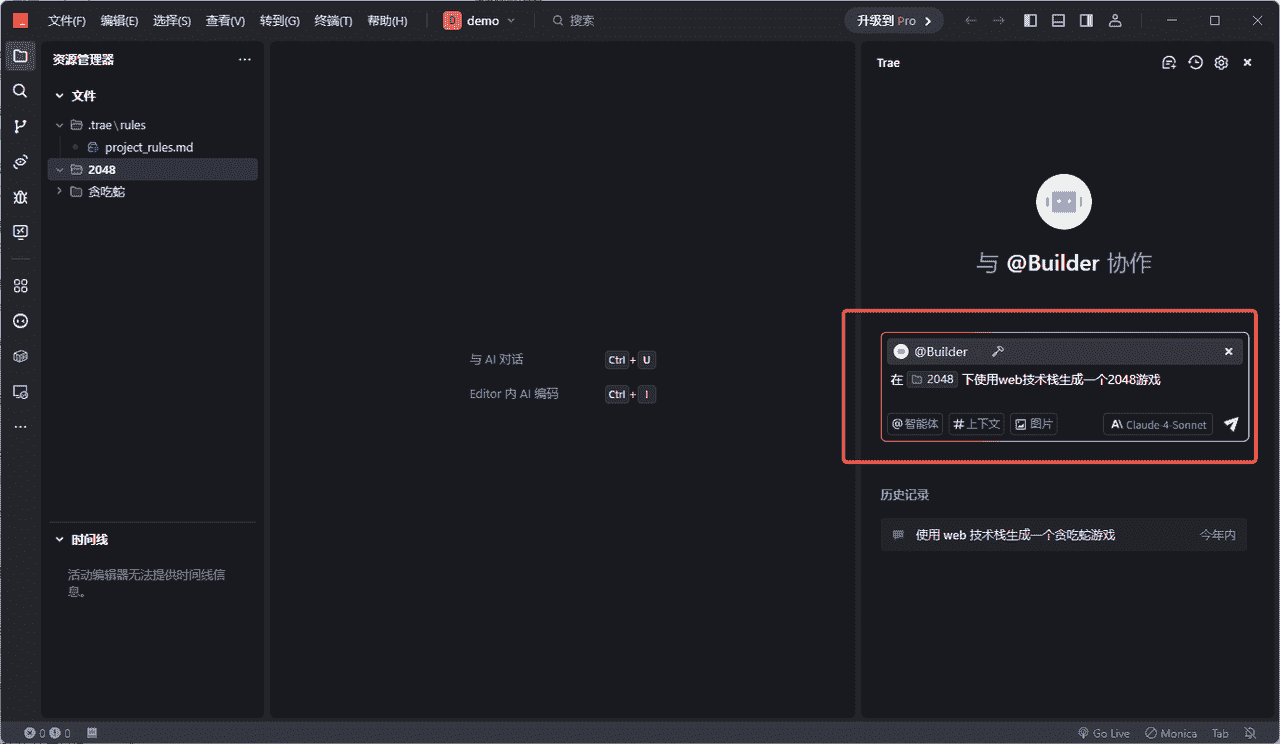 文件(F) 编辑(E) 选择(S) 查看(V) 转到(G) 终端(T) 帮助(H) demo 搜索 升级到 Pro
资源管理器
文件
.trae\rules
project_rules.md
2048
贪吃蛇
时间线
活动编辑器无法提供时间线信
息。
与 AI 对话 Ctrl + U
Editor 内 AI 编码 Ctrl + I
Trae
与 @Builder 协作
@Builder
在 2048 下使用web技术栈生成一个2048游戏
@智能体 #上下文 图片 A\ Claude-4-Sonnet
历史记录
使用 web 技术栈生成一个贪吃蛇游戏 今年内
0 0 Go Live Monica Tab